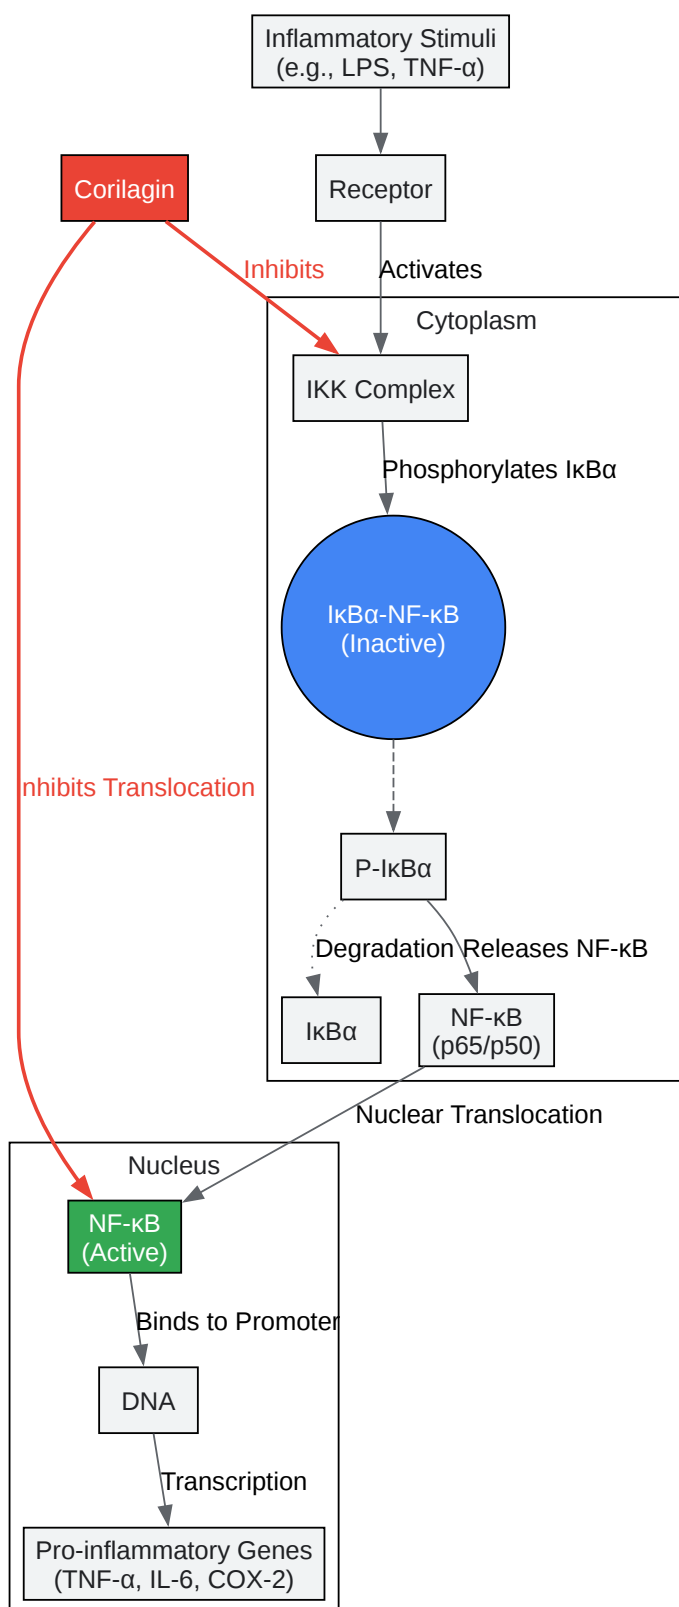 Inflammatory Stimuli
(e.g., LPS, TNF-α)
Corilagin
Receptor
Inhibits
Activates
Cytoplasm
IKK Complex
Phosphorylates IκBα
IκBα-NF-κB
(Inactive)
nhibits Translocation
P-IκBα
Degradation
Releases NF-κB
IκBα
NF-κB
(p65/p50)
Nuclear Translocation
Nucleus
NF-κB
(Active)
Binds to Promoter
DNA
Transcription
Pro-inflammatory Genes
(TNF-α, IL-6, COX-2)